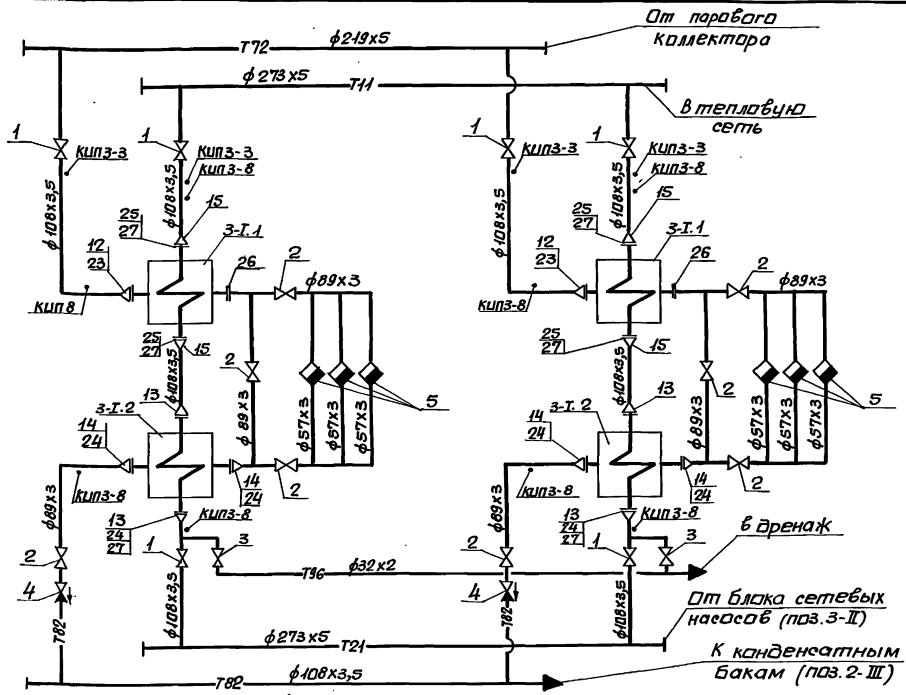 От парового
коллектора
ф219х5
Т72
ф273х5
Т11
В тепловую
сеть
1
1
1
1
КИП3-3
КИП3-3
КИП3-8
КИП3-3
КИП3-3
КИП3-8
ф108х3,5
ф108х3,5
ф108х3,5
ф108х3,5
25
27
15
3-I.1
25
27
15
3-I.1
12
23
26
2
12
23
26
2
ф89х3
ф89х3
КИП 8
КИП3-8
25
27
15
2
25
27
15
2
ф108х3,5
ф108х3,5
13
13
5
5
3-I.2
3-I.2
ф89х3
ф57х3
ф57х3
ф57х3
ф89х3
ф57х3
ф57х3
ф57х3
14
24
14
24
КИП3-8
КИП3-8
14
24
2
14
24
2
ф89х3
ф89х3
13
24
27
КИП3-8
13
24
27
КИП3-8
2
1
3
2
1
3
в дренаж
Т96
ф32х2
4
4
Т82
ф108х3,5
Т82
ф108х3,5
От блока сетевых
насосов (поз.3-II)
ф273х5
Т21
К конденсатным
бакам (поз.2-III)
Т82
ф108х3,5